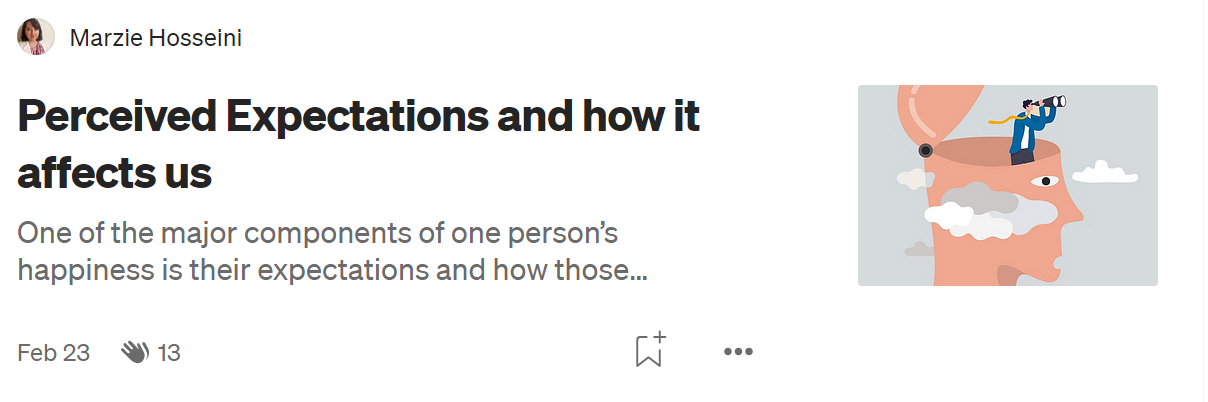 Marzie Hosseini
Perceived Expectations and how it
affects us
One of the major components of one person’s
happiness is their expectations and how those...
Feb 23 13